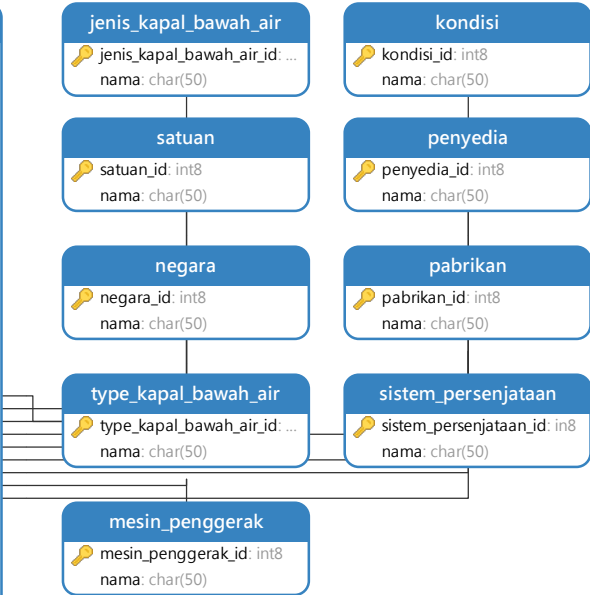 jenis_kapal_bawah_air
jenis_kapal_bawah_air_id: ...
nama: char(50)
kondisi
kondisi_id: int8
nama: char(50)
satuan
satuan_id: int8
nama: char(50)
penyedia
penyedia_id: int8
nama: char(50)
negara
negara_id: int8
nama: char(50)
pabrikan
pabrikan_id: int8
nama: char(50)
type_kapal_bawah_air
type_kapal_bawah_air_id: ...
nama: char(50)
sistem_persenjataan
sistem_persenjataan_id: in8
nama: char(50)
mesin_penggerak
mesin_penggerak_id: int8
nama: char(50)